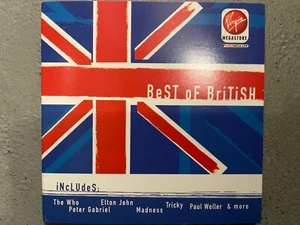 Virgin
MEGASTORE
BeST oF BriTiSH
iNcLUdeS:
The Who Elton John Tricky Paul Weller & more
Peter Gabriel Madness